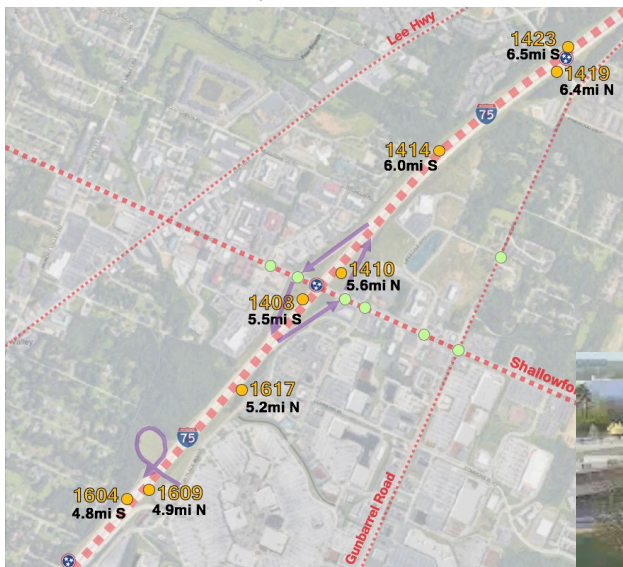 Lee Hwy
1423
6.5mi S
1419
6.4mi N
75
1414
6.0mi S
1410
5.6mi N
1408
5.5mi S
Shallowfo
1617
5.2mi N
75
1604
4.8mi S
1609
4.9mi N
Gunbarrel Road